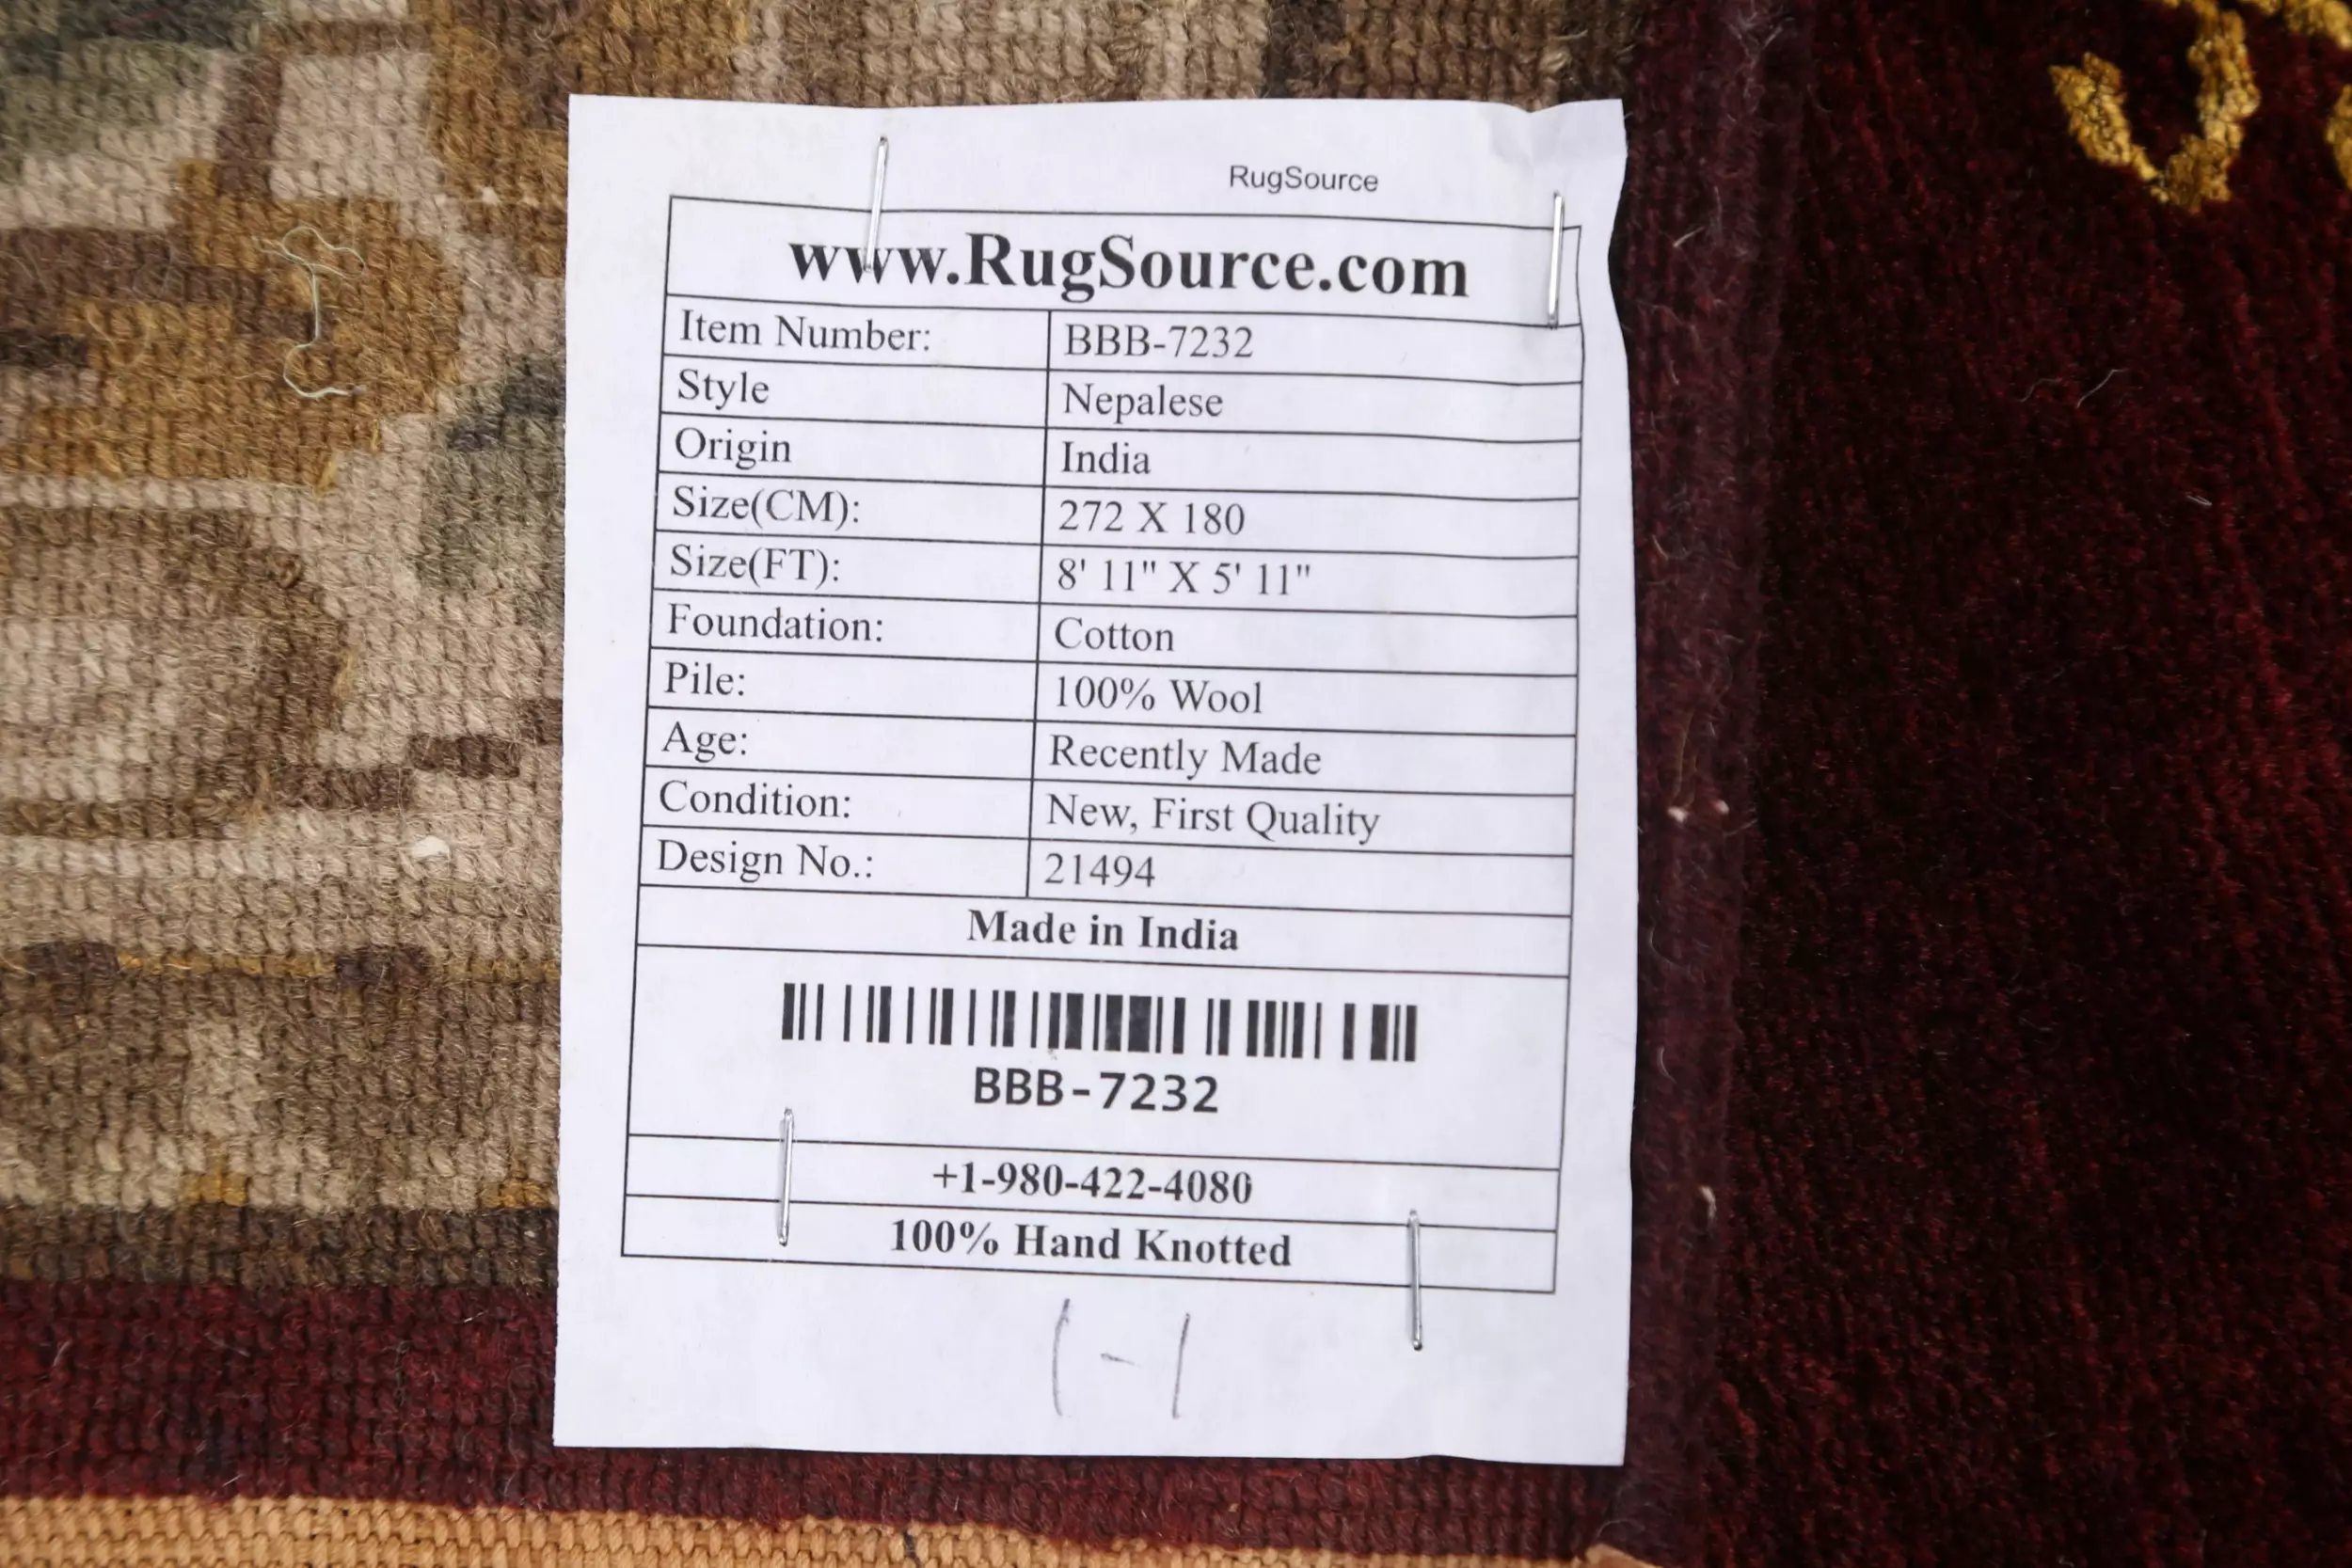 RugSource
www.RugSource.com
Item Number: BBB-7232
Style Nepalese
Origin India
Size(CM): 272 X 180
Size(FT): 8' 11" X 5' 11"
Foundation: Cotton
Pile: 100% Wool
Age: Recently Made
Condition: New, First Quality
Design No.: 21494
Made in India
BBB-7232
+1-980-422-4080
100% Hand Knotted
1-1